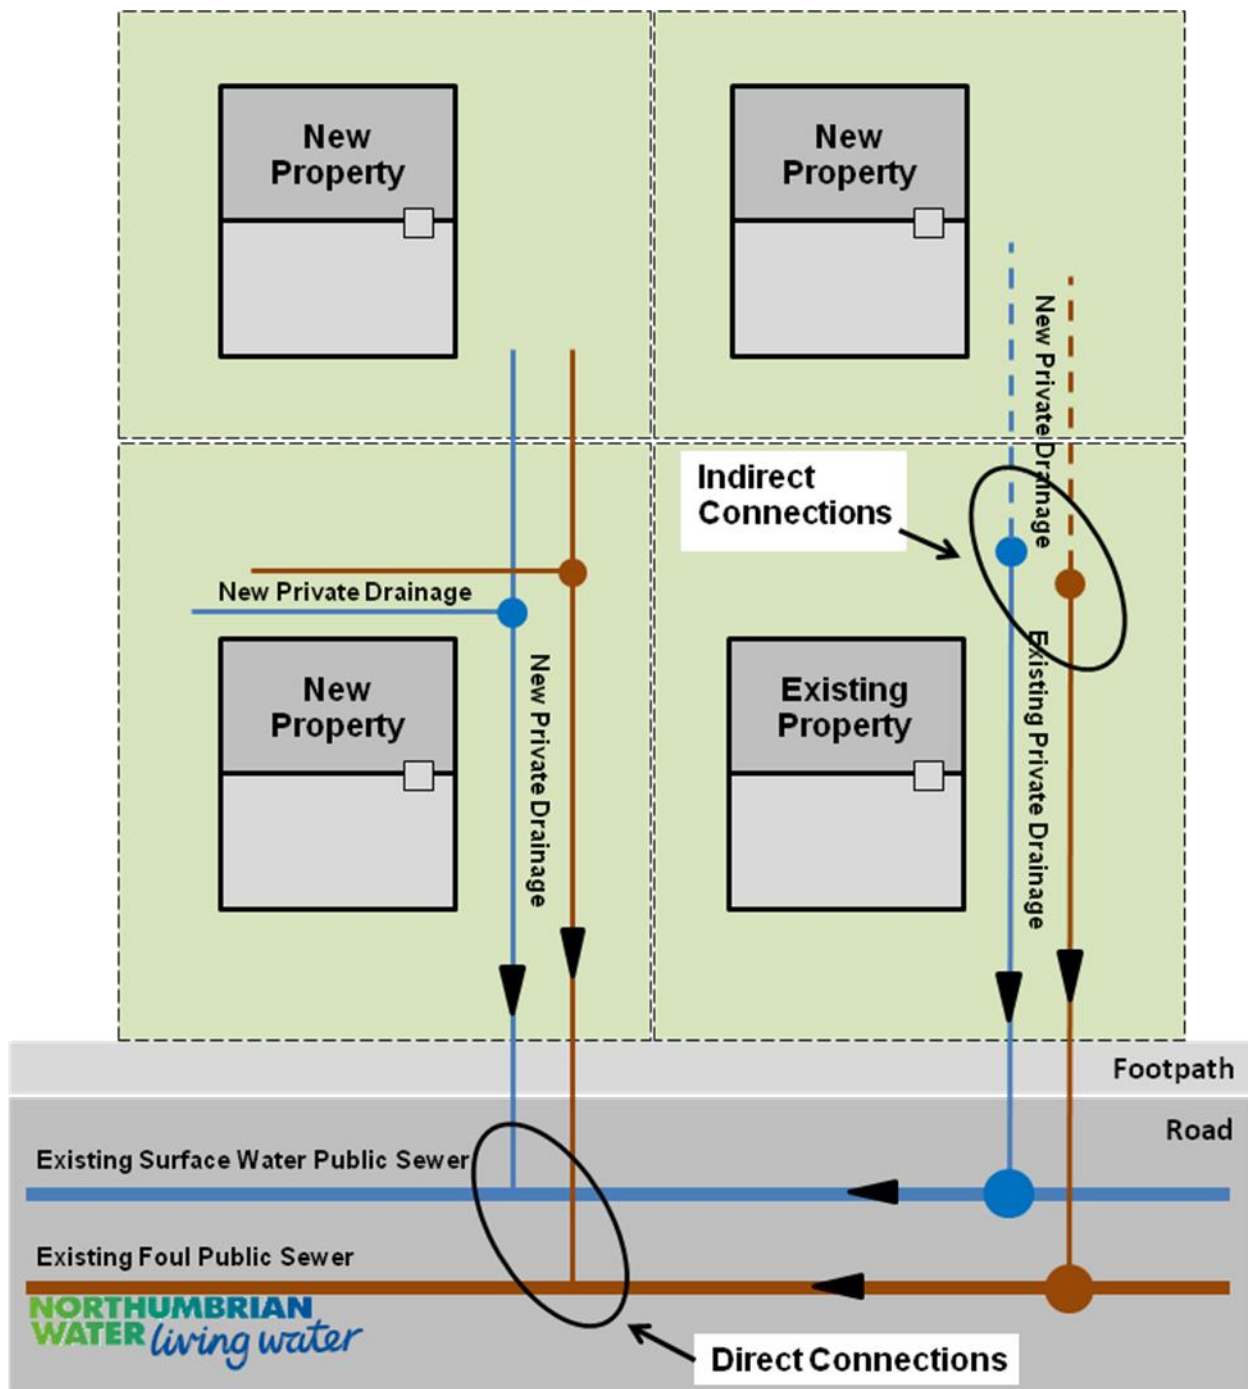 New
Property
New
Property
New Private Drainage
Indirect
Connections
New Private Drainage
New
Property
New Private Drainage
Existing
Property
Existing Private Drainage
Footpath
Road
Existing Surface Water Public Sewer
Existing Foul Public Sewer
NORTHUMBRIAN
WATER living water
Direct Connections